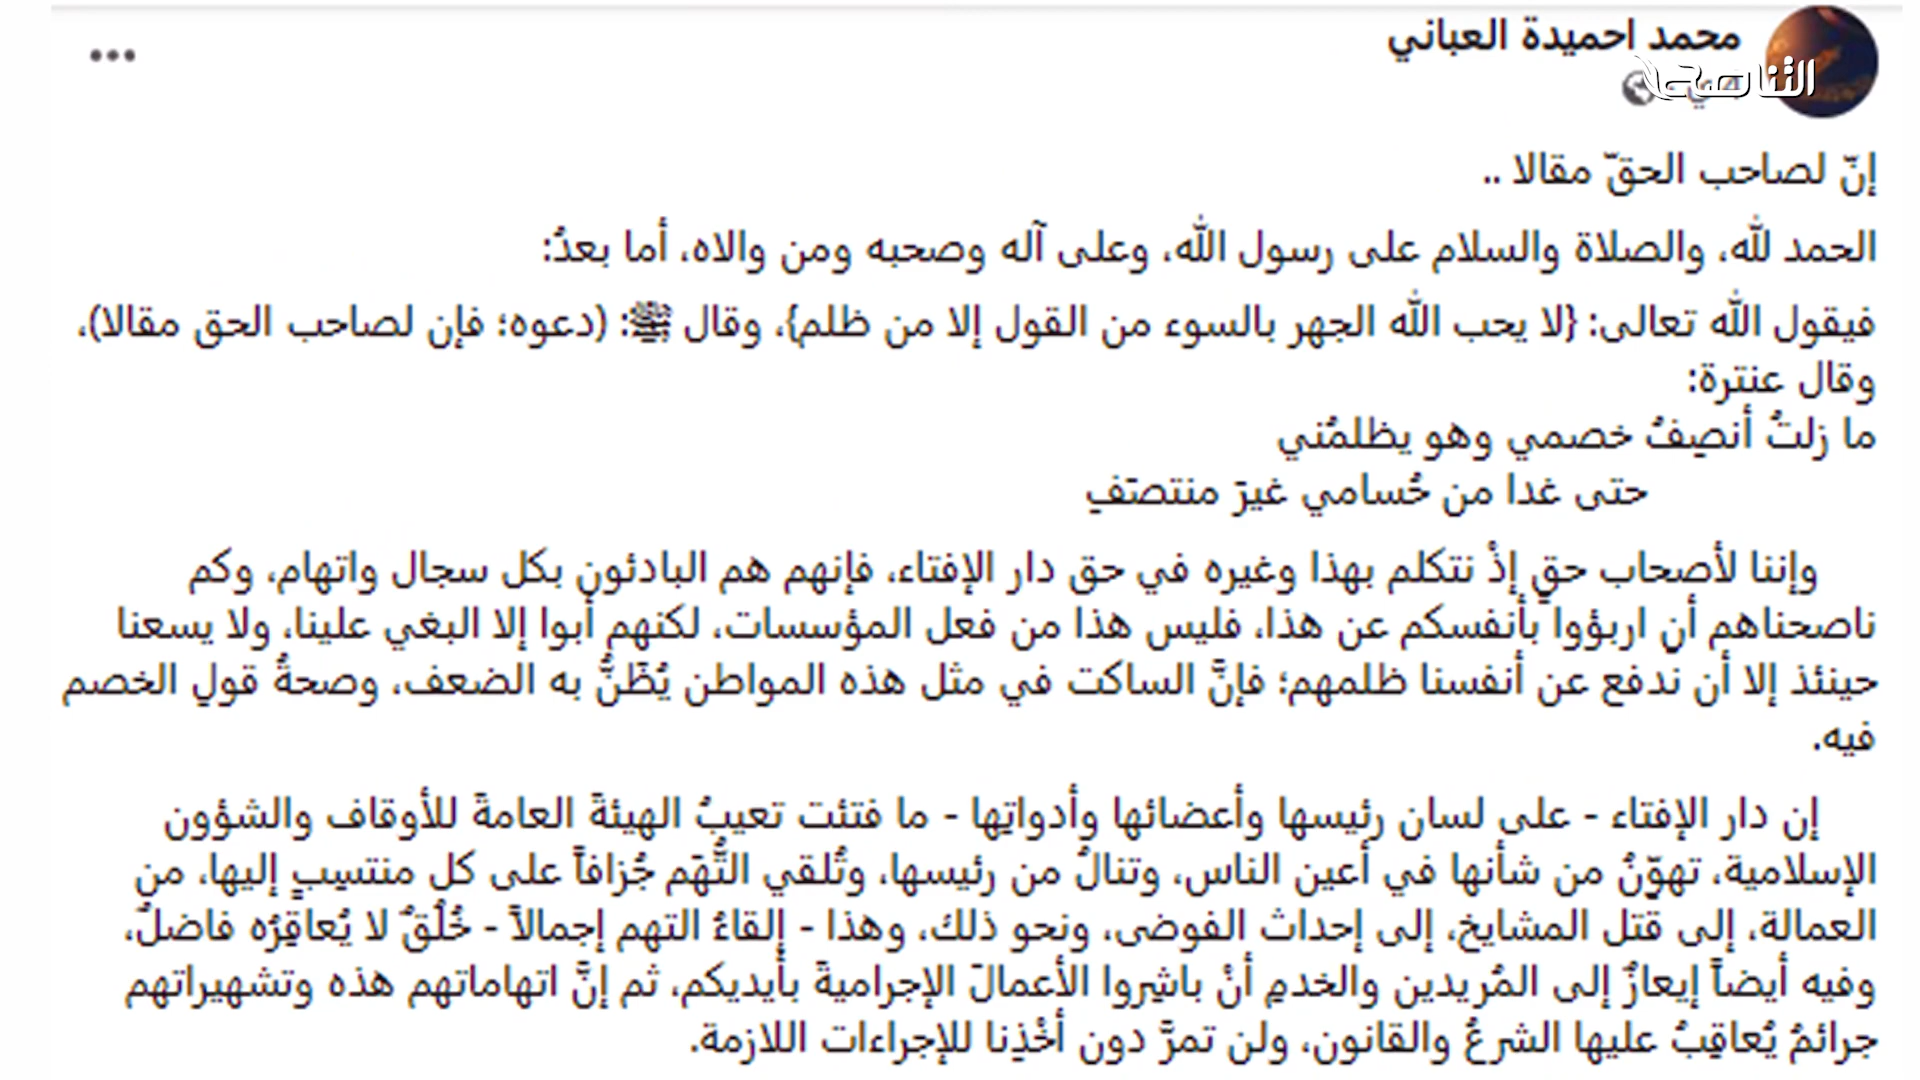 محمد احميدة العباني
التناصح
إنّ لصاحب الحقّ مقالا ..
الحمد لله، والصلاة والسلام على رسول الله، وعلى آله وصحبه ومن والاه، أما بعدُ:
فيقول الله تعالى: {لا يحب الله الجهر بالسوء من القول إلا من ظلم}، وقال ﷺ: (دعوه؛ فإن لصاحب الحق مقالا)،
وقال عنترة:
ما زلتُ أنصِفُ خصمي وهو يظلمُني
حتى غدا من حُسامي غيرَ منتصَفِ
وإننا لأصحاب حقٍ إذْ نتكلم بهذا وغيره في حق دار الإفتاء، فإنهم هم البادئون بكل سجال واتهام، وكم
ناصحناهم أنِ اربؤوا بأنفسكم عن هذا، فليس هذا من فعل المؤسسات، لكنهم أبوا إلا البغي علينا، ولا يسعنا
حينئذ إلا أن ندفع عن أنفسنا ظلمهم؛ فإنَّ الساكت في مثل هذه المواطن يُظَنُّ به الضعف، وصحةُ قولِ الخصم
فيه.
إن دار الإفتاء - على لسان رئيسها وأعضائها وأدواتِها - ما فتئت تعيبُ الهيئةَ العامةَ للأوقاف والشؤون
الإسلامية، تهوِّنُ من شأنها في أعين الناس، وتنالُ من رئيسها، وتُلقي التُّهَم جُزافاً على كل منتسِبٍ إليها، من
العمالة، إلى قتل المشايخ، إلى إحداث الفوضى، ونحو ذلك، وهذا - إلقاءُ التهم إجمالاً - خُلُقٌ لا يُعاقِرُه فاضلٌ،
وفيه أيضاً إيعازٌ إلى المُريدين والخدمِ أنْ باشِروا الأعمالَ الإجراميةَ بأيديكم، ثم إنَّ اتهاماتهم هذه وتشهيراتهم
جرائمُ يُعاقِبُ عليها الشرعُ والقانون، ولن تمرَّ دون أخْذِنا للإجراءات اللازمة.